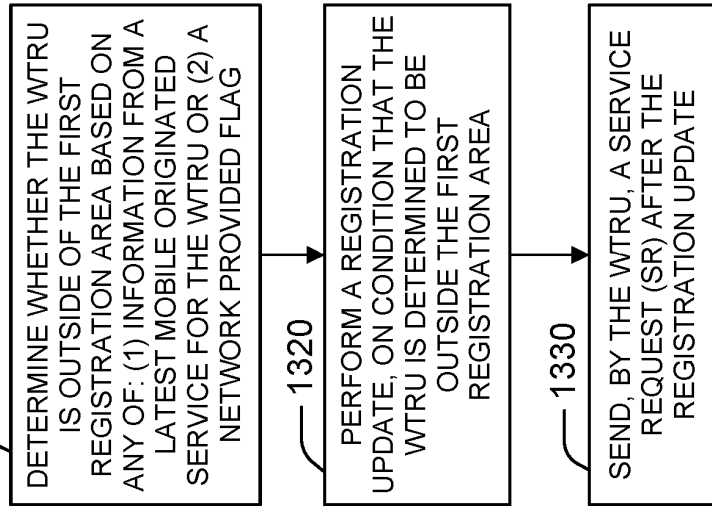 DETERMINE WHETHER THE WTRU
IS OUTSIDE OF THE FIRST
REGISTRATION AREA BASED ON
ANY OF: (1) INFORMATION FROM A
LATEST MOBILE ORIGINATED
SERVICE FOR THE WTRU OR (2) A
NETWORK PROVIDED FLAG
1320
PERFORM A REGISTRATION
UPDATE, ON CONDITION THAT THE
WTRU IS DETERMINED TO BE
OUTSIDE THE FIRST
REGISTRATION AREA
1330
SEND, BY THE WTRU, A SERVICE
REQUEST (SR) AFTER THE
REGISTRATION UPDATE